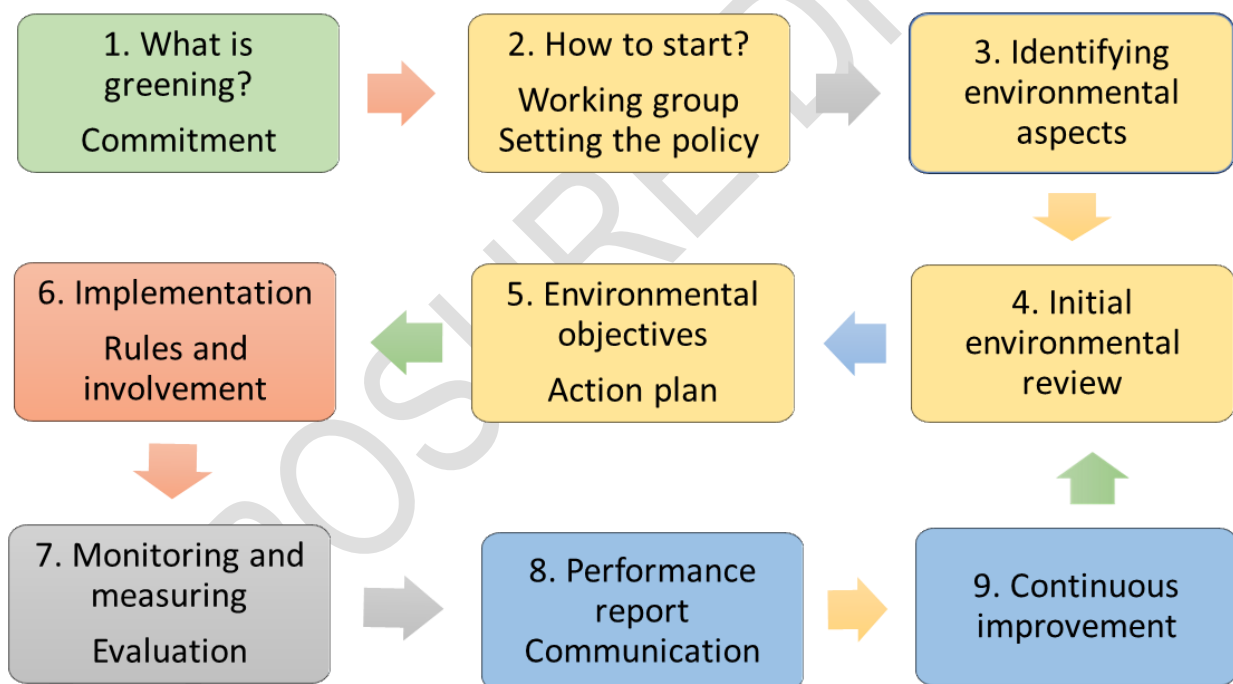 1. What is
greening?
Commitment
2. How to start?
Working group
Setting the policy
3. Identifying
environmental
aspects
4. Initial
environmental
review
5. Environmental
objectives
Action plan
6. Implementation
Rules and
involvement
7. Monitoring and
measuring
Evaluation
8. Performance
report
Communication
9. Continuous
improvement